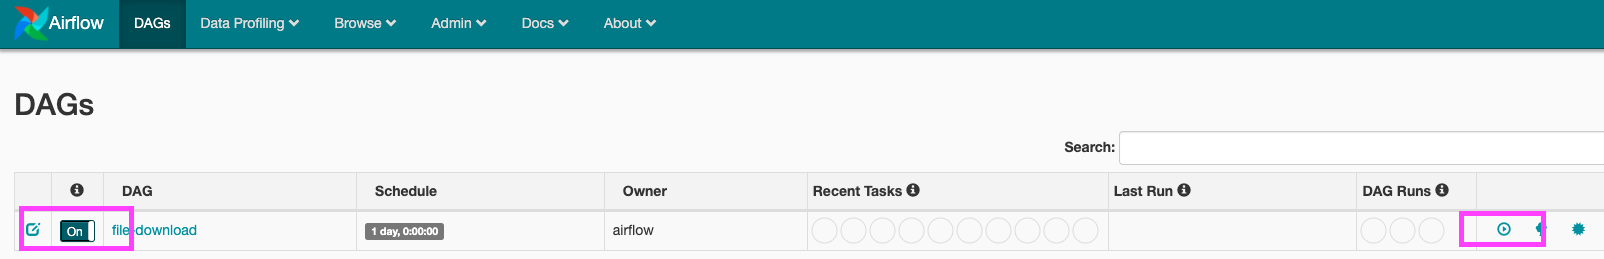 Airflow DAGs Data Profiling Browse Admin Docs About
DAGs
Search:
DAG Schedule Owner Recent Tasks Last Run DAG Runs
On file-download 1 day, 0:00:00 airflow